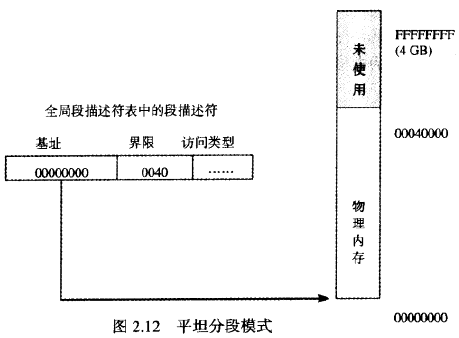 未使用
FFFFFFFF
(4 GB)
全局段描述符表中的段描述符
基址 界限 访问类型
00040000
00000000 0040 ……
物理内存
00000000
图 2.12 平坦分段模式